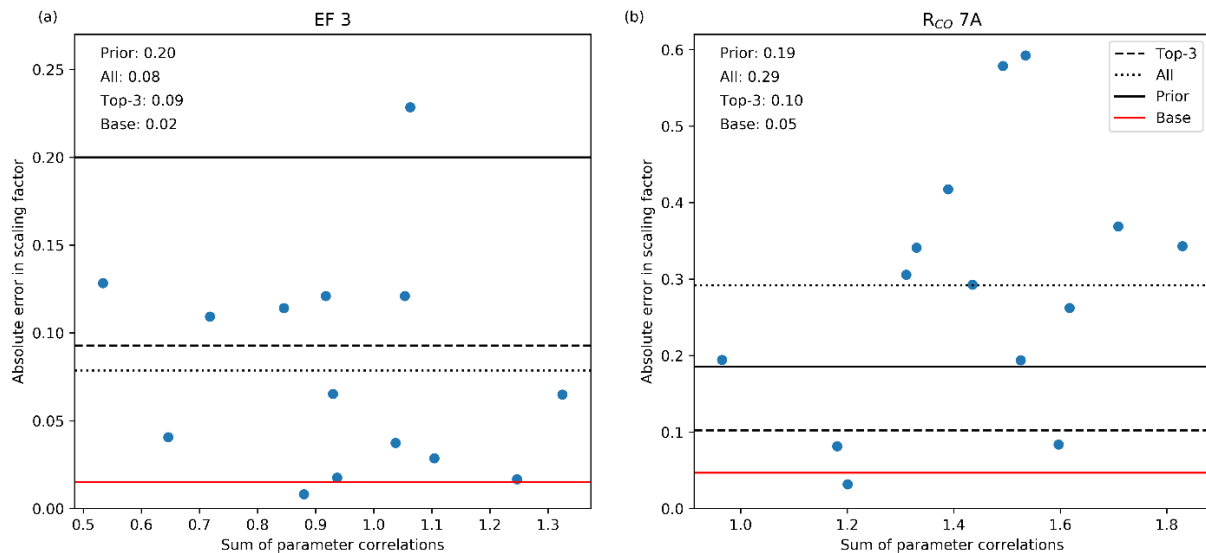 (a)
EF 3
Prior: 0.20
All: 0.08
Top-3: 0.09
Base: 0.02
0.25
0.20
0.15
0.10
0.05
0.00
Absolute error in scaling factor
0.5 0.6 0.7 0.8 0.9 1.0 1.1 1.2 1.3
Sum of parameter correlations
(b)
R_CO 7A
Prior: 0.19
All: 0.29
Top-3: 0.10
Base: 0.05
Top-3
All
Prior
Base
0.6
0.5
0.4
0.3
0.2
0.1
0.0
Absolute error in scaling factor
1.0 1.2 1.4 1.6 1.8
Sum of parameter correlations